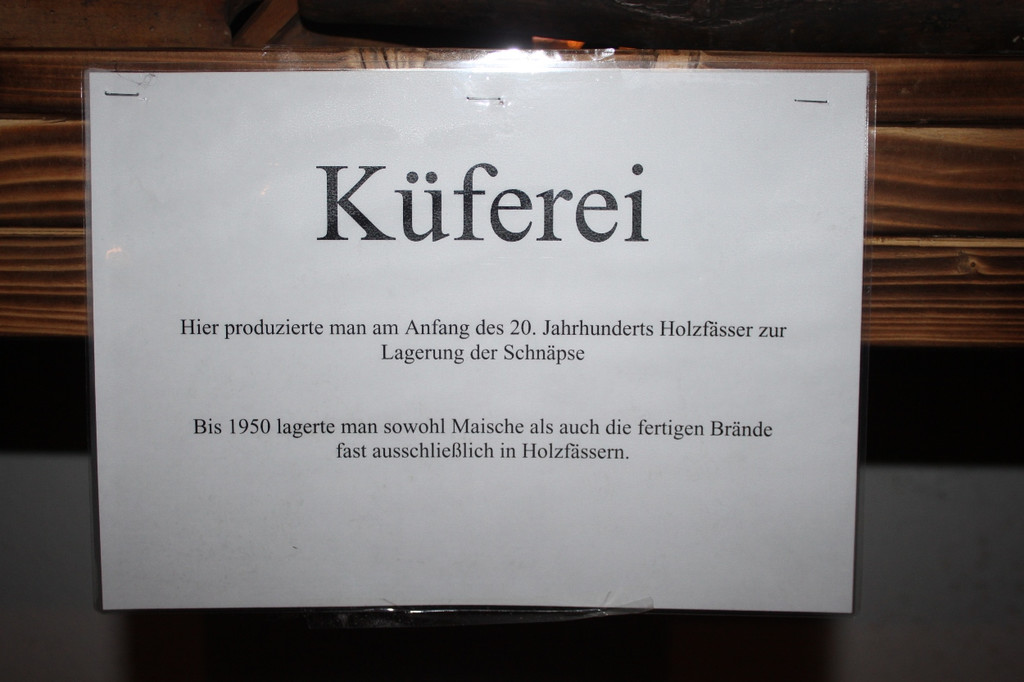 Küferei
Hier produzierte man am Anfang des 20. Jahrhunderts Holzfässer zur
Lagerung der Schnäpse
Bis 1950 lagerte man sowohl Maische als auch die fertigen Brände
fast ausschließlich in Holzfässern.